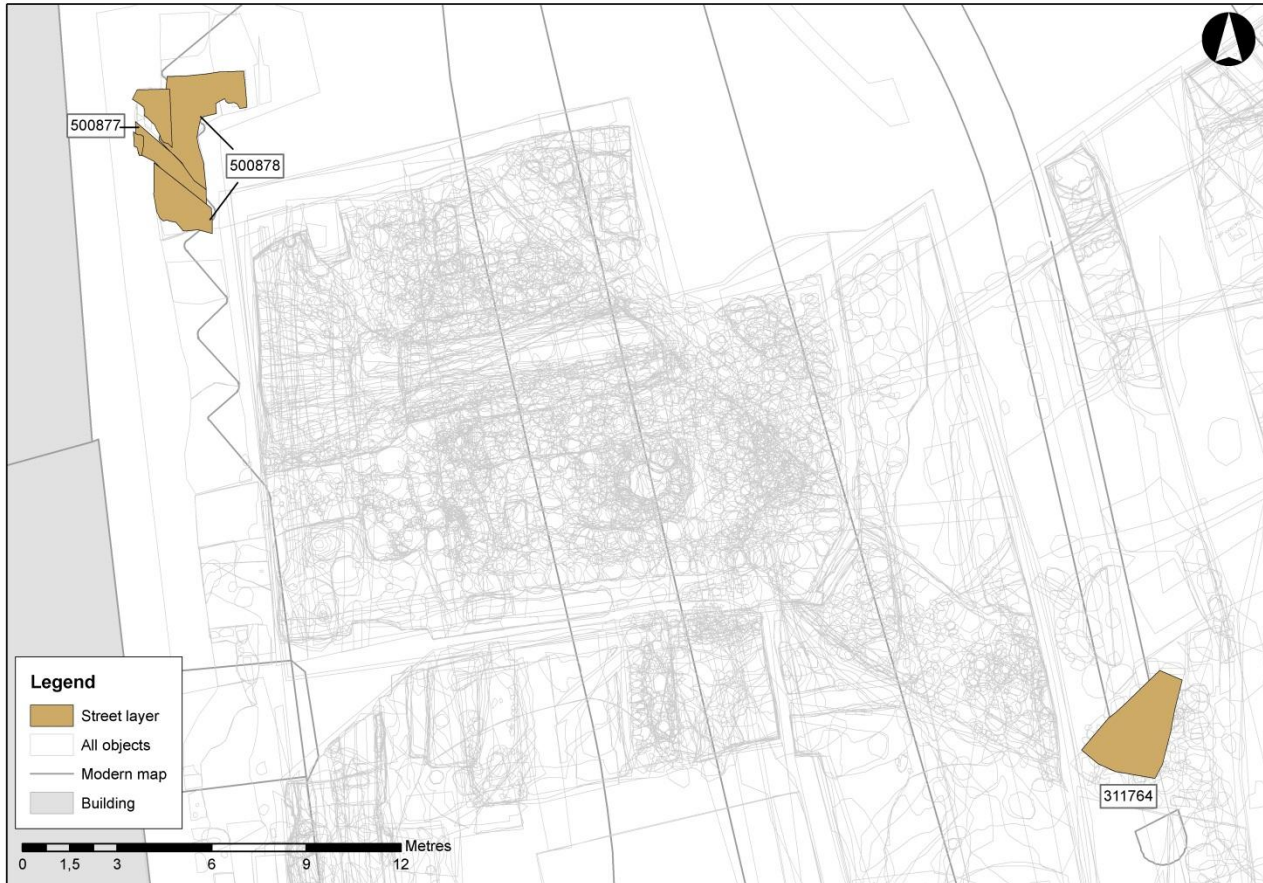 500877
500878
311764
Legend
Street layer
All objects
Modern map
Building
Metres
0 1,5 3 6 9 12